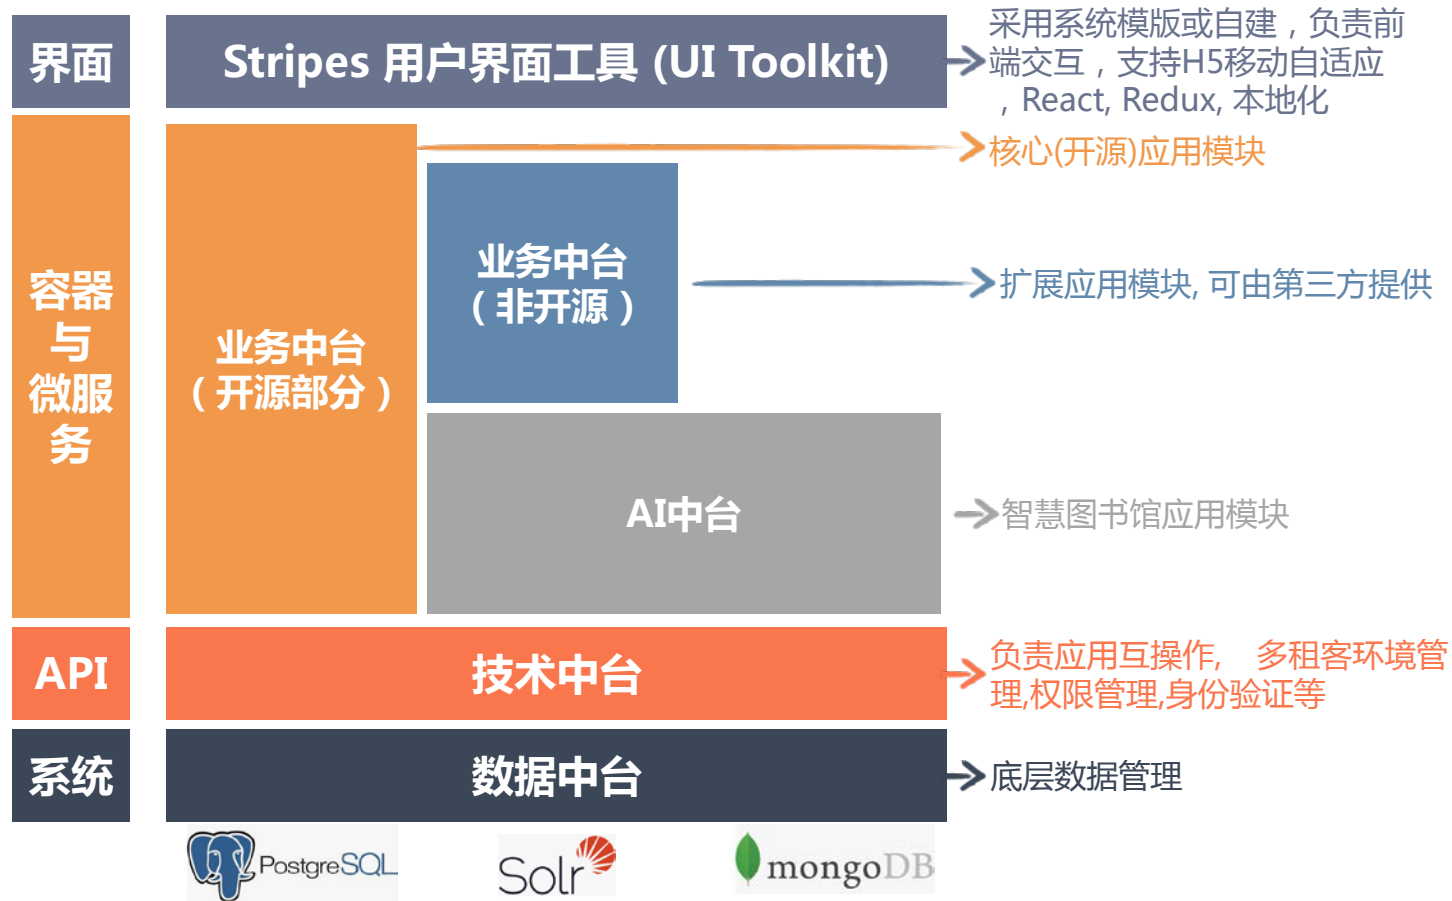 界面
Stripes 用户界面工具 (UI Toolkit)
采用系统模版或自建，负责前
端交互，支持H5移动自适应
，React, Redux, 本地化
容器
与
微服
务
业务中台
（开源部分）
核心(开源)应用模块
业务中台
（非开源）
扩展应用模块, 可由第三方提供
AI中台
智慧图书馆应用模块
API
技术中台
负责应用互操作,　多租客环境管
理,权限管理,身份验证等
系统
数据中台
底层数据管理
PostgreSQL
Solr
mongoDB